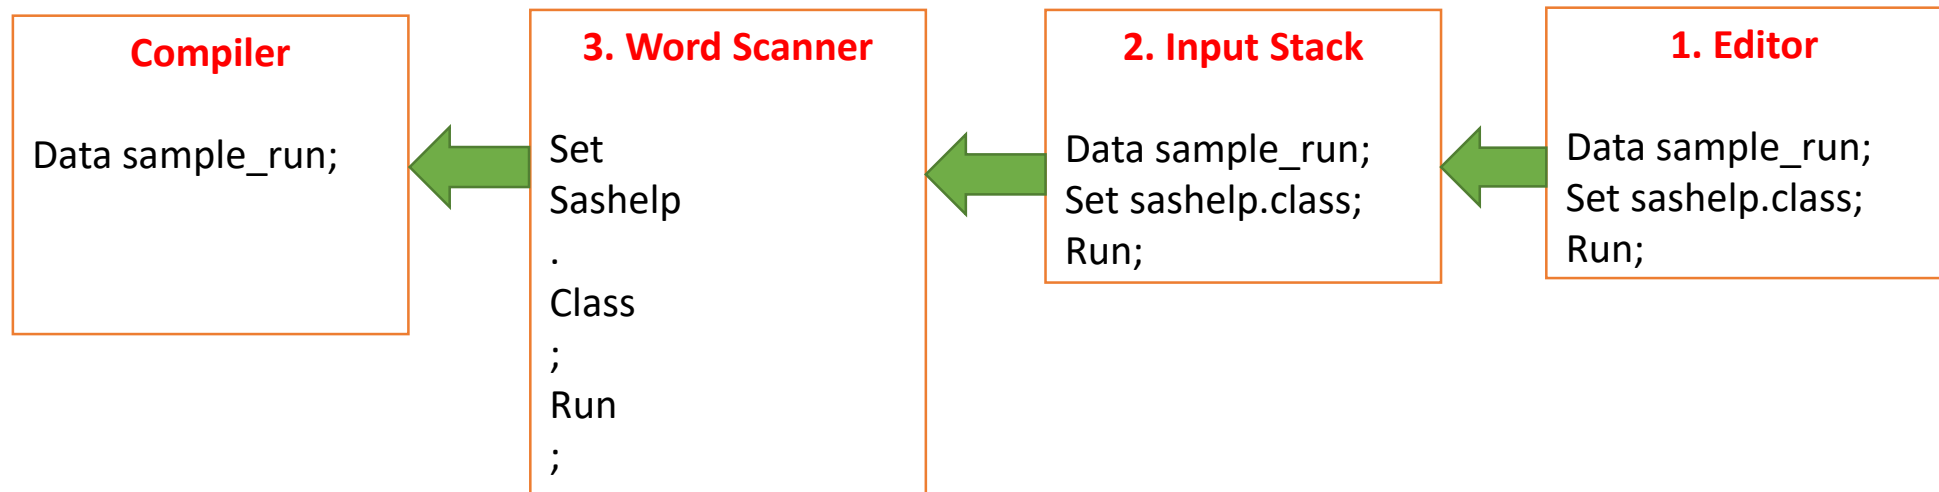 Compiler
Data sample_run;
3. Word Scanner
Set
Sashelp
.
Class
;
Run
;
2. Input Stack
Data sample_run;
Set sashelp.class;
Run;
1. Editor
Data sample_run;
Set sashelp.class;
Run;